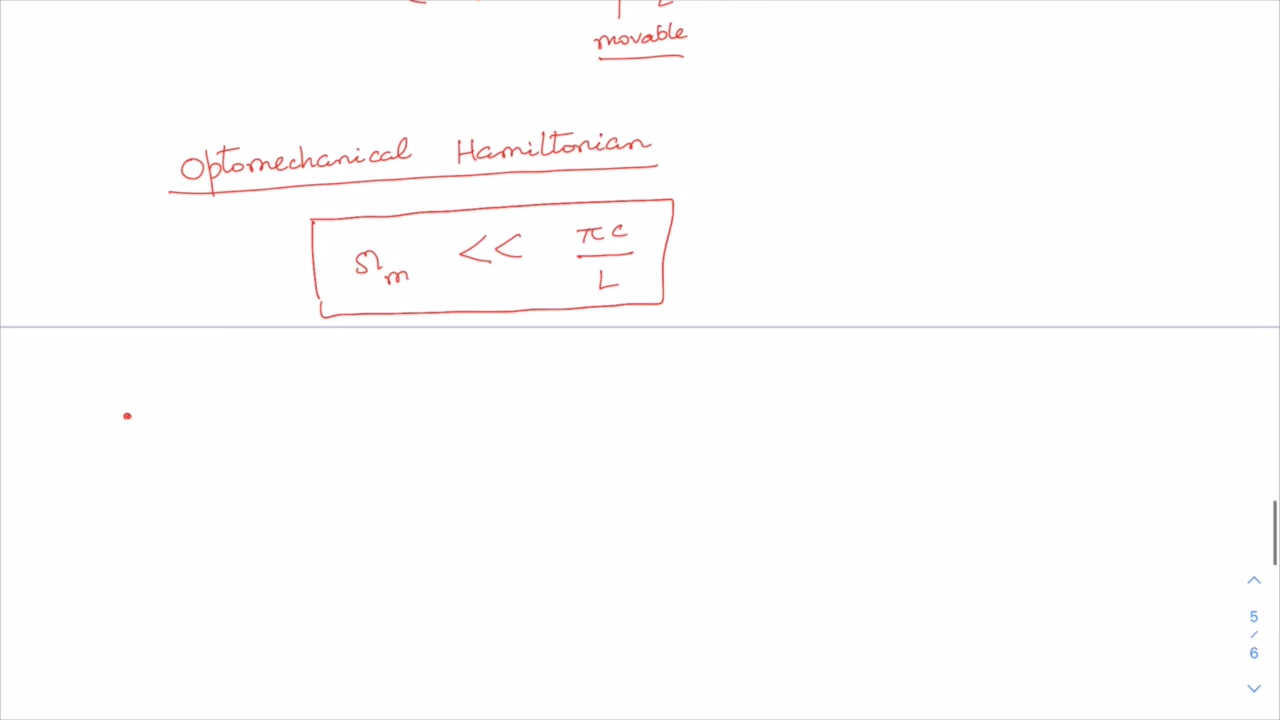 movable
Optomechanical Hamiltonian
Ωm << πc/L
5
/
6